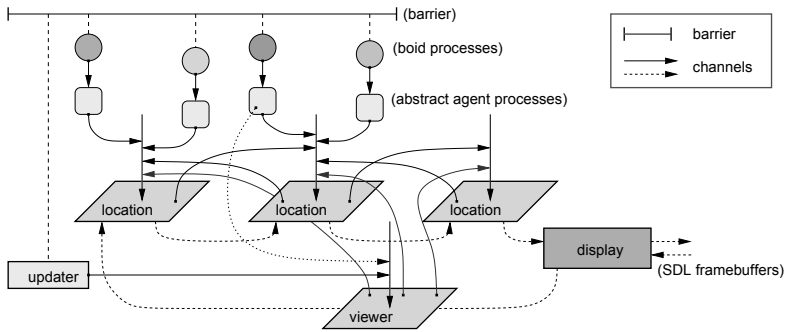 (barrier)
barrier
(boid processes)
channels
(abstract agent processes)
location
location
location
display
updater
(SDL framebuffers)
viewer